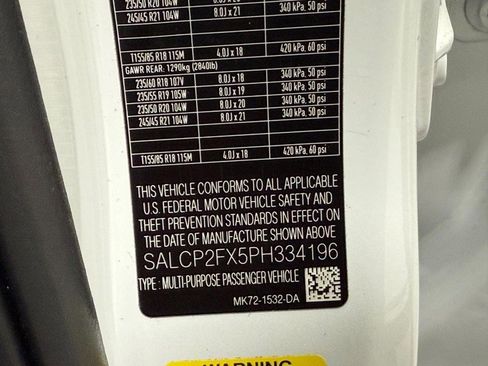 235/50 R20 104W 8.0J x 20 340 kPa, 50 psi
245/45 R21 104W 8.0J x 21 340 kPa, 50 psi
T155/85 R18 115M 4.0J x 18 420 kPa, 60 psi
GAWR REAR: 1290kg (2840lb)
235/60 R18 107V 8.0J x 18 340 kPa, 50 psi
235/55 R19 105W 8.0J x 19 340 kPa, 50 psi
235/50 R20 104W 8.0J x 20 340 kPa, 50 psi
245/45 R21 104W 8.0J x 21 340 kPa, 50 psi
T155/85 R18 115M 4.0J x 18 420 kPa, 60 psi
THIS VEHICLE CONFORMS TO ALL APPLICABLE
U.S. FEDERAL MOTOR VEHICLE SAFETY AND
THEFT PREVENTION STANDARDS IN EFFECT ON
THE DATE OF MANUFACTURE SHOWN ABOVE
SALCP2FX5PH334196
TYPE : MULTI-PURPOSE PASSENGER VEHICLE
MK72-1532-DA
WARNING